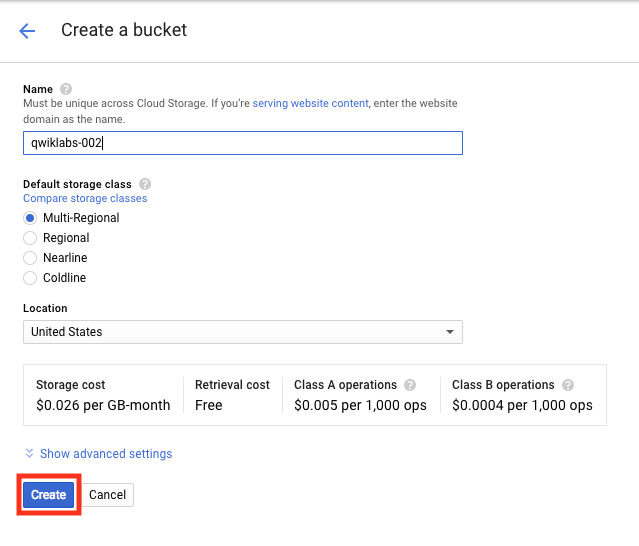 Create a bucket
Name
Must be unique across Cloud Storage. If you're serving website content, enter the website
domain as the name.
qwiklabs-002
Default storage class
Compare storage classes
Multi-Regional
Regional
Nearline
Coldline
Location
United States
Storage cost Retrieval cost Class A operations Class B operations
$0.026 per GB-month Free $0.005 per 1,000 ops $0.0004 per 1,000 ops
Show advanced settings
Create Cancel